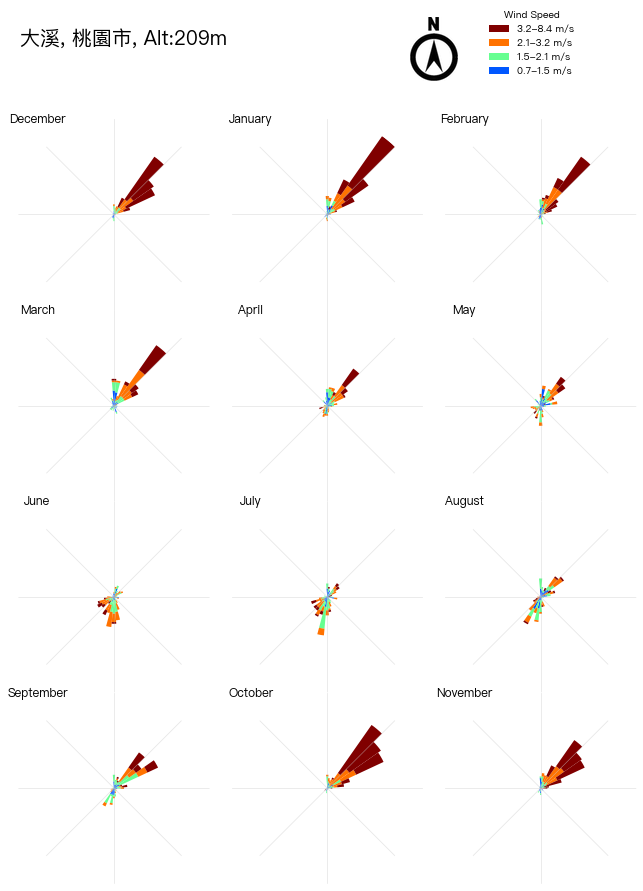 大溪, 桃園市, Alt:209m
N
Wind Speed
3.2–8.4 m/s
2.1–3.2 m/s
1.5–2.1 m/s
0.7–1.5 m/s
December
January
February
March
April
May
June
July
August
September
October
November